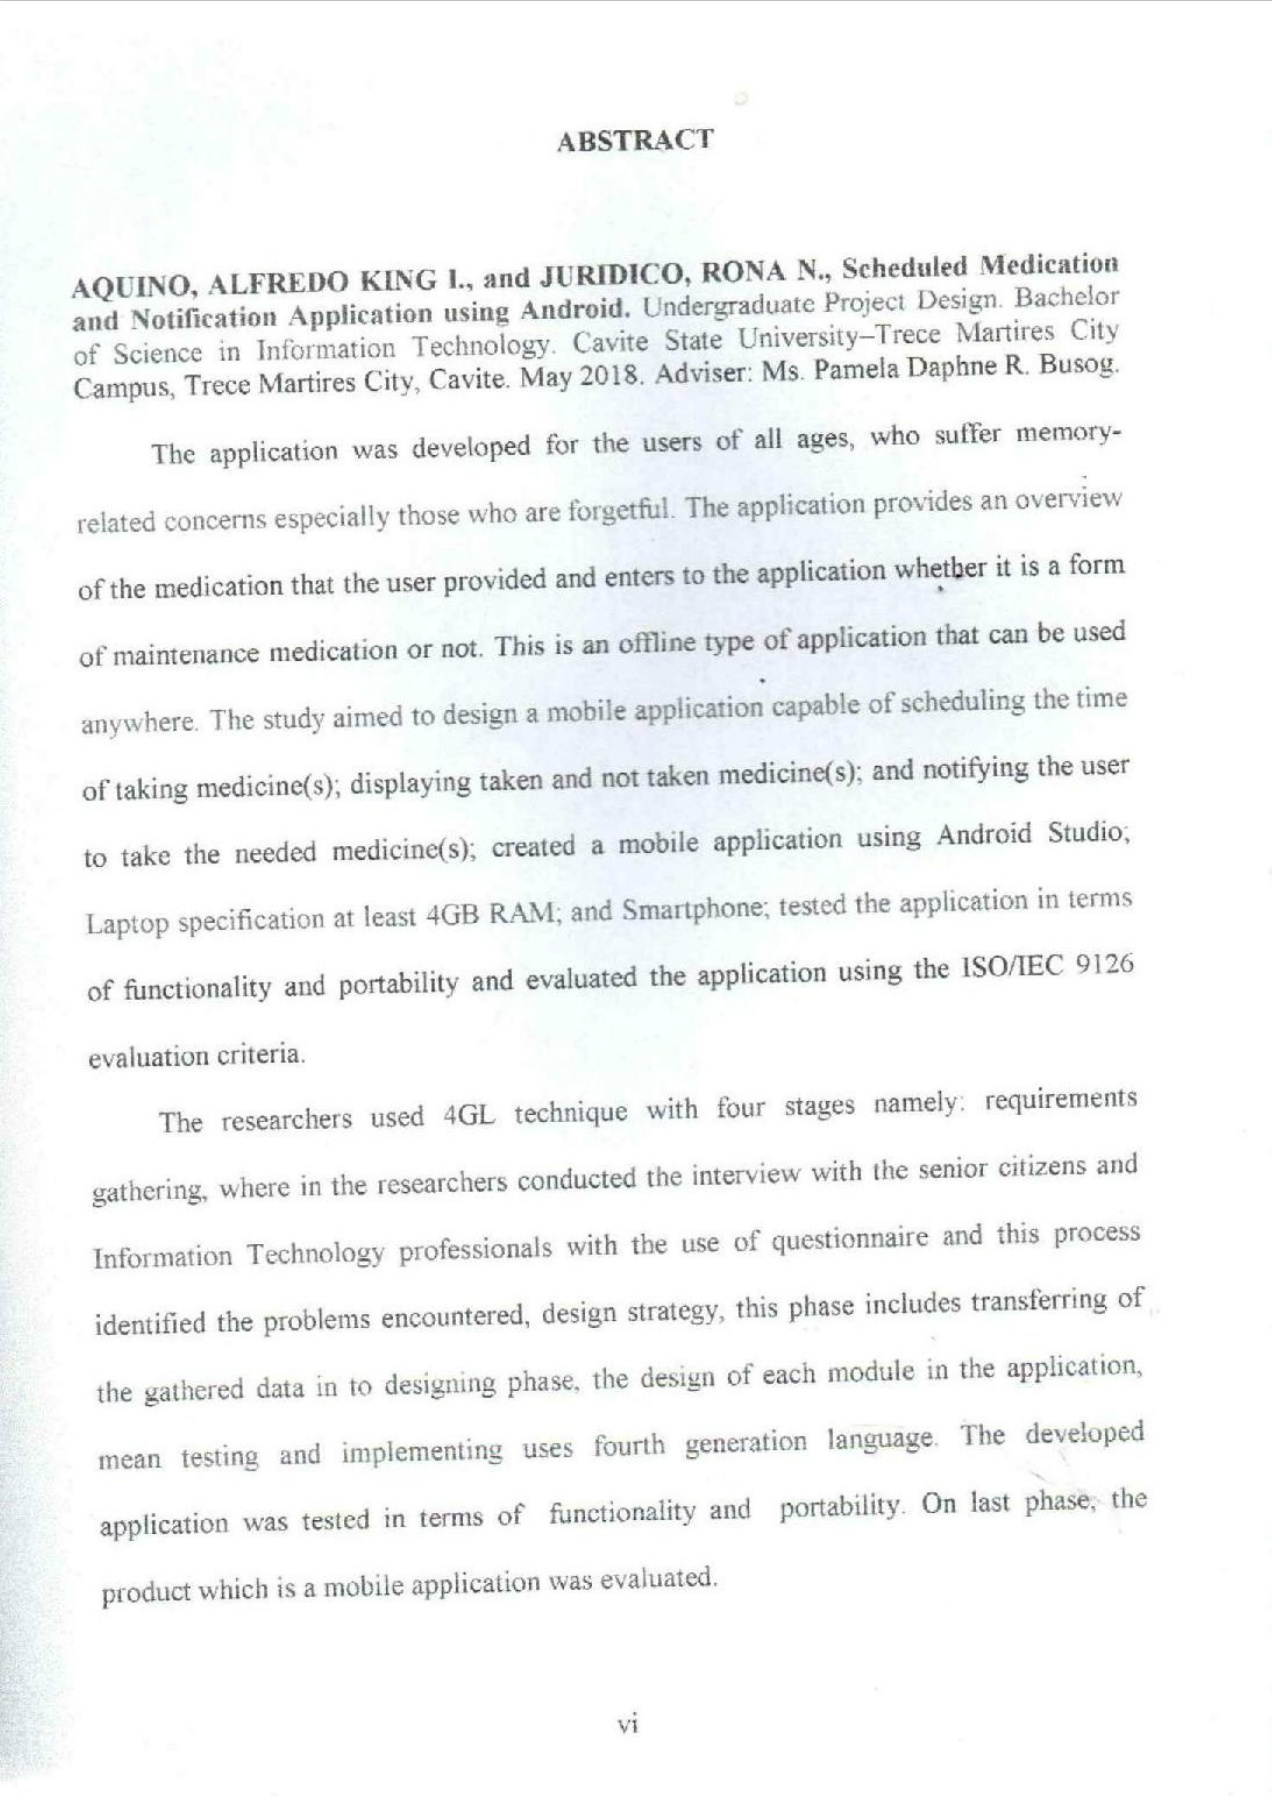 ABSTRACT
AQUINO, ALFREDO KING I., and JURIDICO, RONA N., Scheduled Medication
and Notification Application using Android. Undergraduate Project Design. Bachelor
of Science in Information Technology. Cavite State University–Trece Martires City
Campus, Trece Martires City, Cavite. May 2018. Adviser: Ms. Pamela Daphne R. Busog.
The application was developed for the users of all ages, who suffer memory-
related concerns especially those who are forgetful. The application provides an overview
of the medication that the user provided and enters to the application whether it is a form
of maintenance medication or not. This is an offline type of application that can be used
anywhere. The study aimed to design a mobile application capable of scheduling the time
of taking medicine(s); displaying taken and not taken medicine(s); and notifying the user
to take the needed medicine(s); created a mobile application using Android Studio;
Laptop specification at least 4GB RAM; and Smartphone; tested the application in terms
of functionality and portability and evaluated the application using the ISO/IEC 9126
evaluation criteria.
The researchers used 4GL technique with four stages namely: requirements
gathering, where in the researchers conducted the interview with the senior citizens and
Information Technology professionals with the use of questionnaire and this process
identified the problems encountered, design strategy, this phase includes transferring of
the gathered data in to designing phase, the design of each module in the application,
mean testing and implementing uses fourth generation language. The developed
application was tested in terms of functionality and portability. On last phase, the
product which is a mobile application was evaluated.
vi